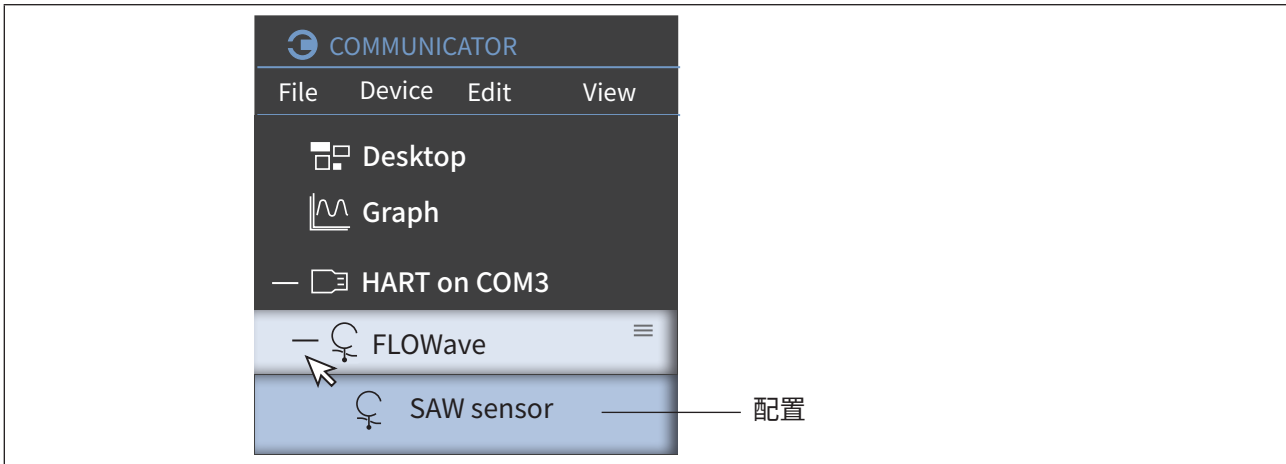 COMMUNICATOR
File Device Edit View
Desktop
Graph
HART on COM3
FLOWave
SAW sensor 配置